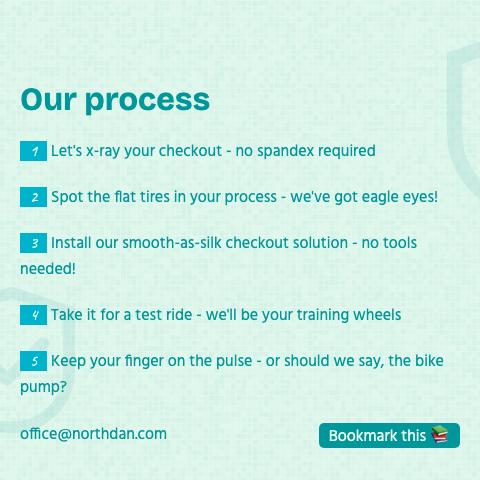 Our process
1 Let's x-ray your checkout - no spandex required
2 Spot the flat tires in your process - we've got eagle eyes!
3 Install our smooth-as-silk checkout solution - no tools
needed!
4 Take it for a test ride - we'll be your training wheels
5 Keep your finger on the pulse - or should we say, the bike
pump?
office@northdan.com
Bookmark this 📚